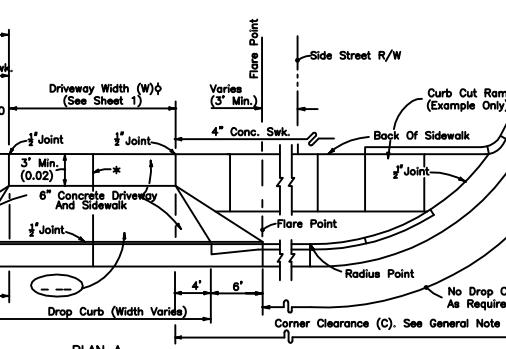 Flare Point
Side Street R/W
wk.
Driveway Width (W)ϕ
(See Sheet 1)
Varies
(3' Min.)
Curb Cut Ram
(Example Only)
4" Conc. Swk.
Back Of Sidewalk
½" Joint
½" Joint
3' Min.
(0.02)
*
½" Joint
6" Concrete Driveway
And Sidewalk
½" Joint
Flare Point
Radius Point
4'
6'
No Drop C
As Require
Drop Curb (Width Varies)
Corner Clearance (C). See General Note
PLAN A